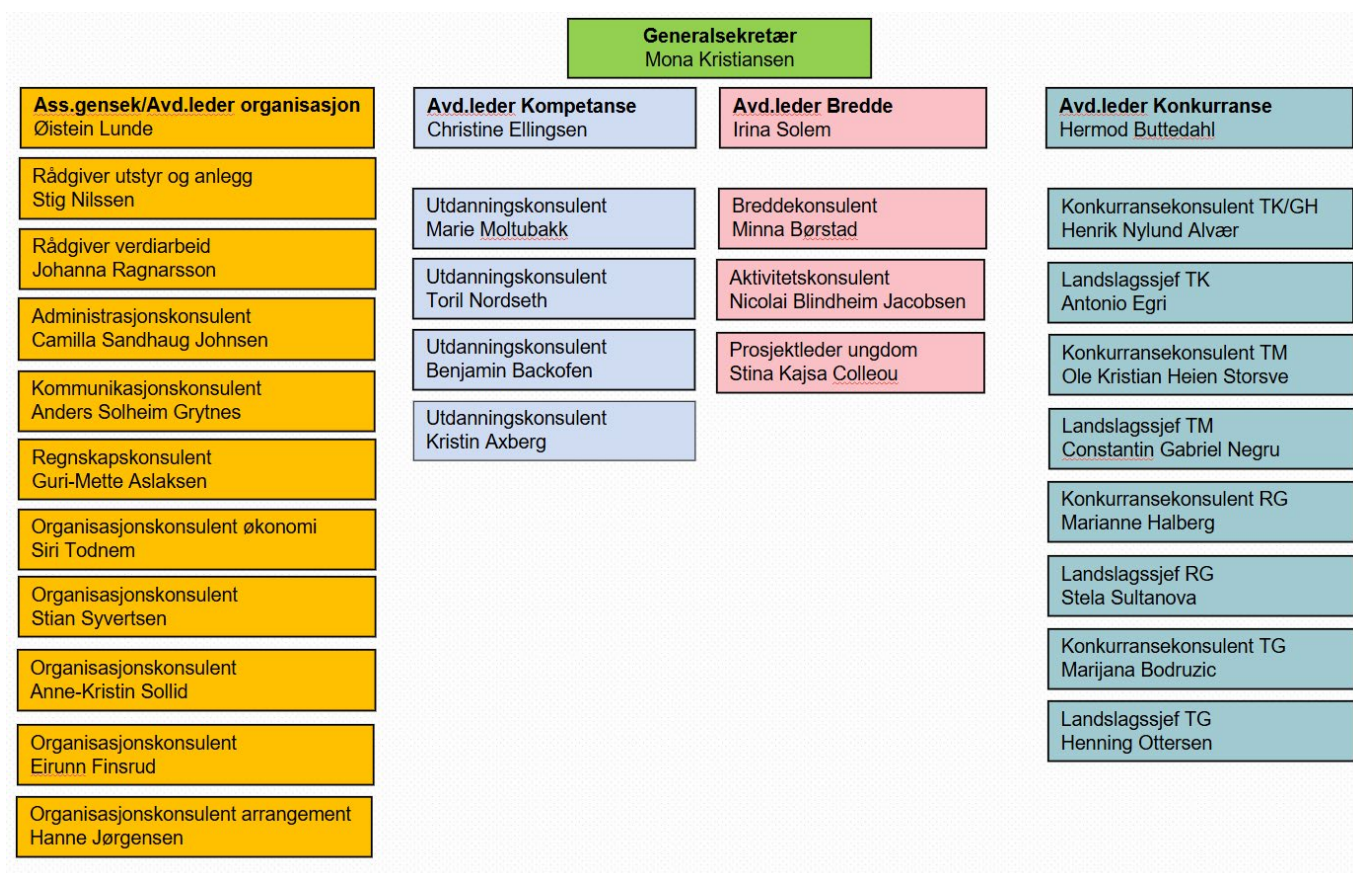 Generalsekretær
Mona Kristiansen
Ass.gensek/Avd.leder organisasjon
Øistein Lunde
Rådgiver utstyr og anlegg
Stig Nilssen
Rådgiver verdiarbeid
Johanna Ragnarsson
Administrasjonskonsulent
Camilla Sandhaug Johnsen
Kommunikasjonskonsulent
Anders Solheim Grytnes
Regnskapskonsulent
Guri-Mette Aslaksen
Organisasjonskonsulent økonomi
Siri Todnem
Organisasjonskonsulent
Stian Syvertsen
Organisasjonskonsulent
Anne-Kristin Sollid
Organisasjonskonsulent
Eirunn Finsrud
Organisasjonskonsulent arrangement
Hanne Jørgensen
Avd.leder Kompetanse
Christine Ellingsen
Utdanningskonsulent
Marie Moltubakk
Utdanningskonsulent
Toril Nordseth
Utdanningskonsulent
Benjamin Backofen
Utdanningskonsulent
Kristin Axberg
Avd.leder Bredde
Irina Solem
Breddekonsulent
Minna Børstad
Aktivitetskonsulent
Nicolai Blindheim Jacobsen
Prosjektleder ungdom
Stina Kajsa Colleou
Avd.leder Konkurranse
Hermod Buttedahl
Konkurransekonsulent TK/GH
Henrik Nylund Alvær
Landslagssjef TK
Antonio Egri
Konkurransekonsulent TM
Ole Kristian Heien Storsve
Landslagssjef TM
Constantin Gabriel Negru
Konkurransekonsulent RG
Marianne Halberg
Landslagssjef RG
Stela Sultanova
Konkurransekonsulent TG
Marijana Bodruzic
Landslagssjef TG
Henning Ottersen